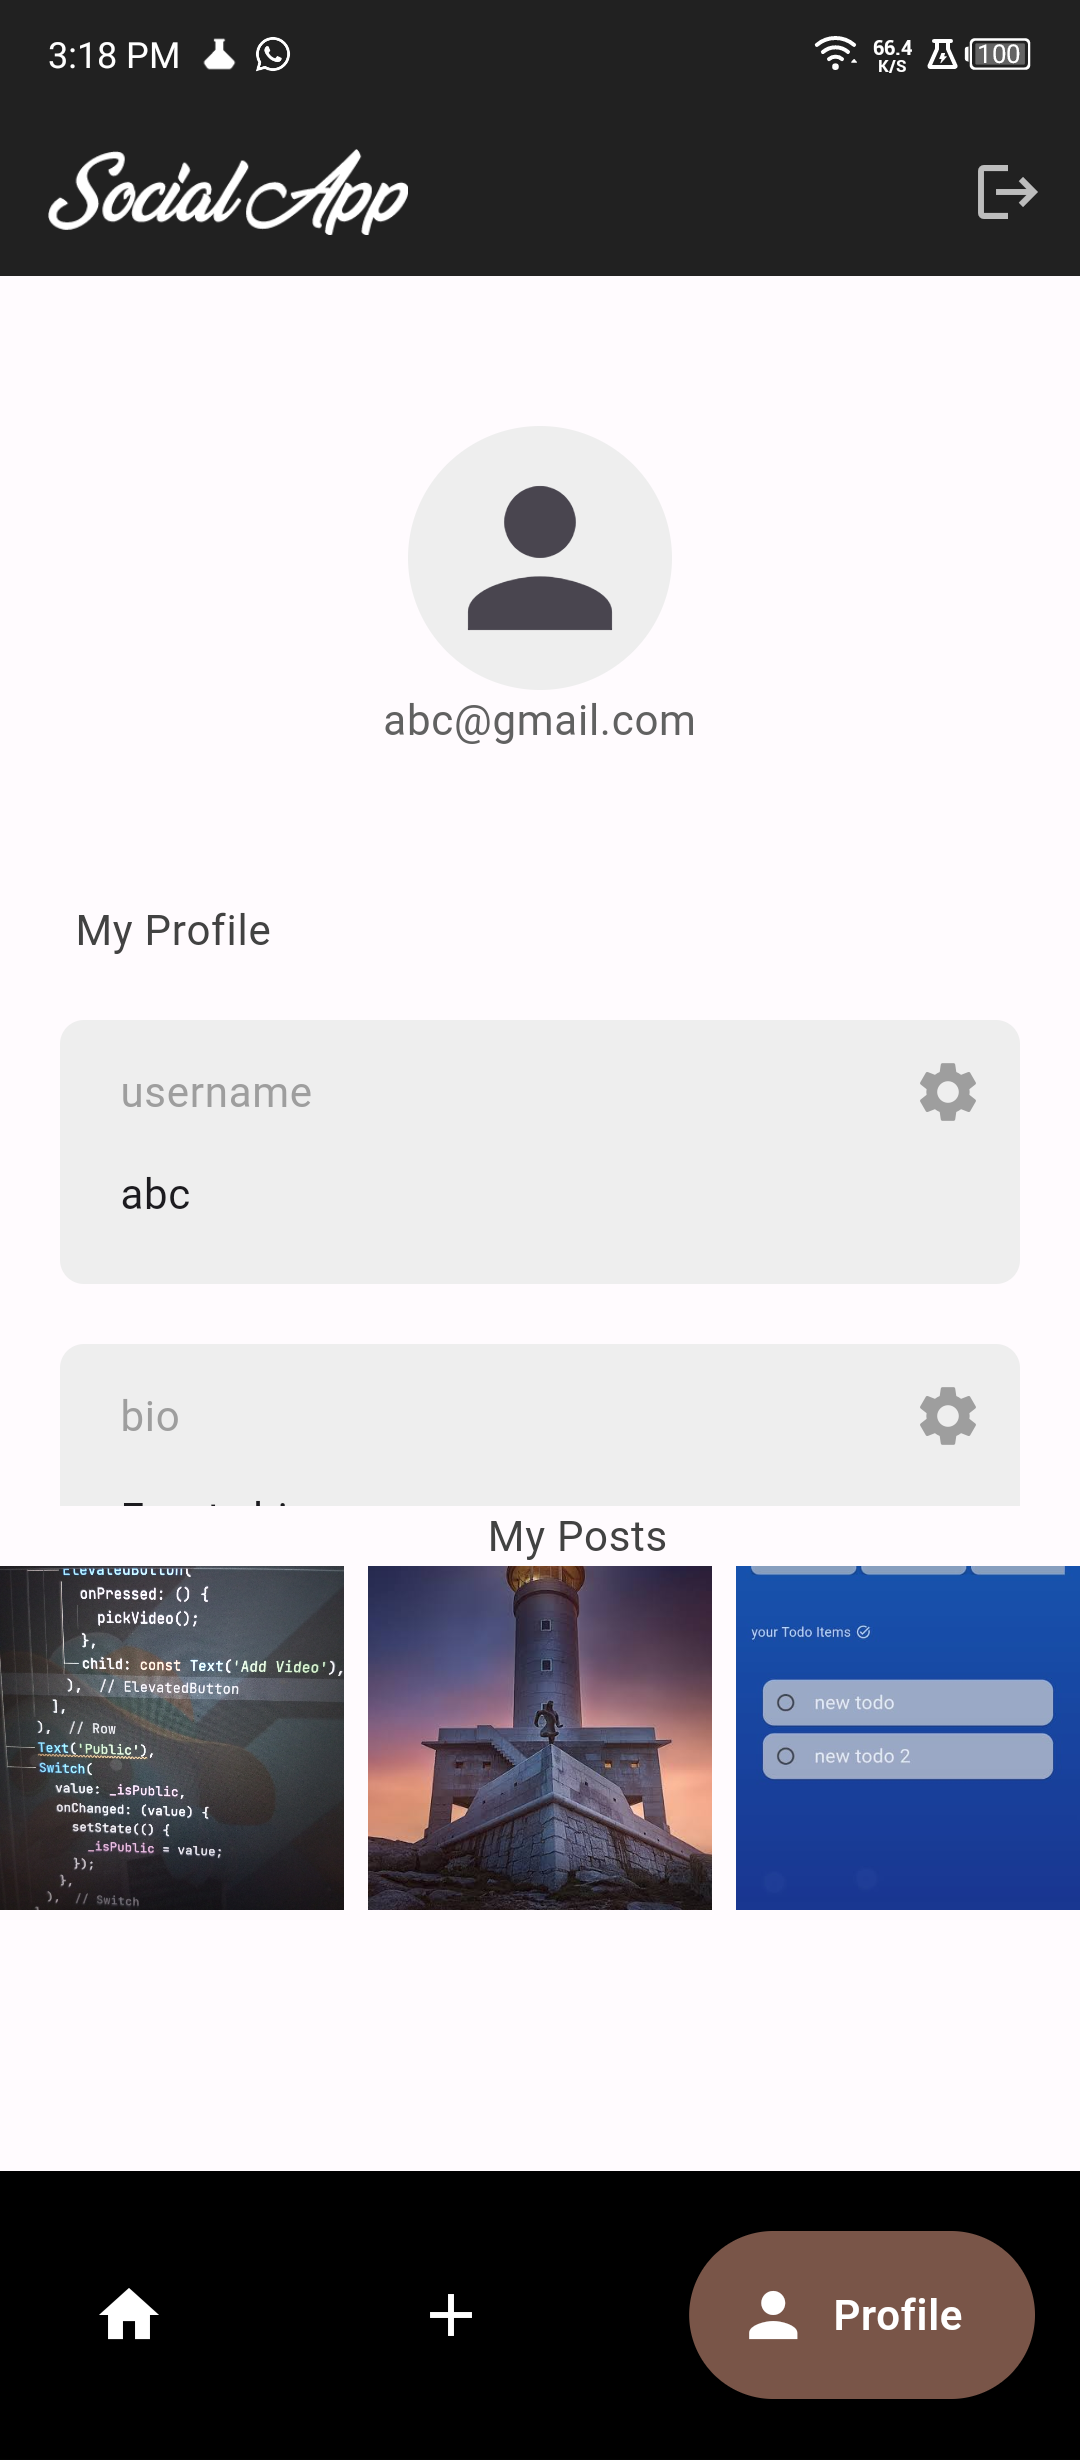 3:18 PM
66.4
K/S
100
Social App
abc@gmail.com
My Profile
username
abc
bio
My Posts
ElevatedButton(
onPressed: () {
pickVideo();
},
child: const Text('Add Video'),
), // ElevatedButton
],
), // Row
Text('Public'),
Switch(
value: _isPublic,
onChanged: (value) {
setState(() {
_isPublic = value;
});
},
), // Switch
your Todo Items
new todo
new todo 2
Profile